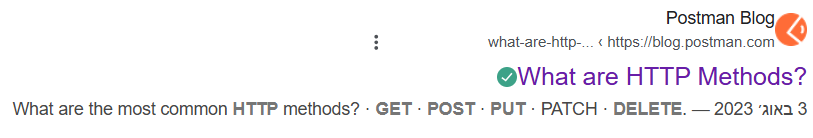 Postman Blog
https://blog.postman.com › what-are-http-...
What are HTTP Methods?
3 באוג׳ 2023 — What are the most common HTTP methods? · GET · POST · PUT · PATCH · DELETE.